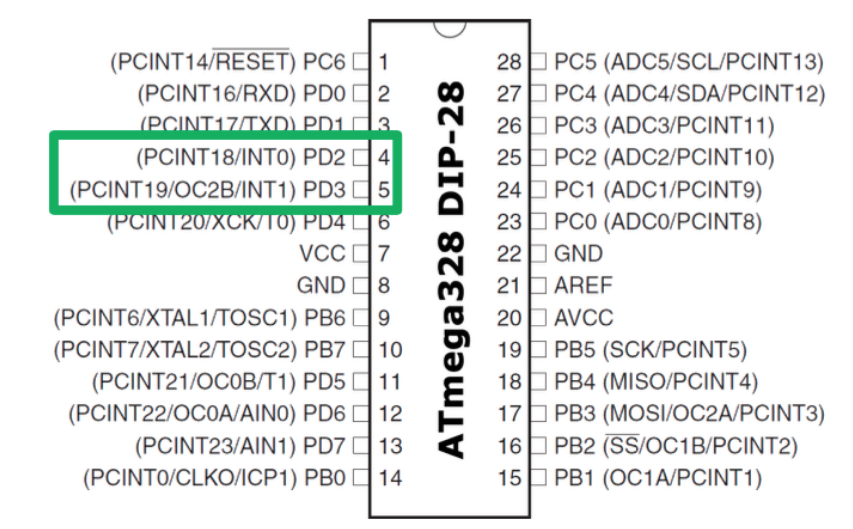 (PCINT14/RESET) PC6 1
(PCINT16/RXD) PD0 2
(PCINT17/TXD) PD1 3
(PCINT18/INT0) PD2 4
(PCINT19/OC2B/INT1) PD3 5
(PCINT20/XCK/T0) PD4 6
VCC 7
GND 8
(PCINT6/XTAL1/TOSC1) PB6 9
(PCINT7/XTAL2/TOSC2) PB7 10
(PCINT21/OC0B/T1) PD5 11
(PCINT22/OC0A/AIN0) PD6 12
(PCINT23/AIN1) PD7 13
(PCINT0/CLKO/ICP1) PB0 14
ATmega328 DIP-28
28 PC5 (ADC5/SCL/PCINT13)
27 PC4 (ADC4/SDA/PCINT12)
26 PC3 (ADC3/PCINT11)
25 PC2 (ADC2/PCINT10)
24 PC1 (ADC1/PCINT9)
23 PC0 (ADC0/PCINT8)
22 GND
21 AREF
20 AVCC
19 PB5 (SCK/PCINT5)
18 PB4 (MISO/PCINT4)
17 PB3 (MOSI/OC2A/PCINT3)
16 PB2 (SS/OC1B/PCINT2)
15 PB1 (OC1A/PCINT1)